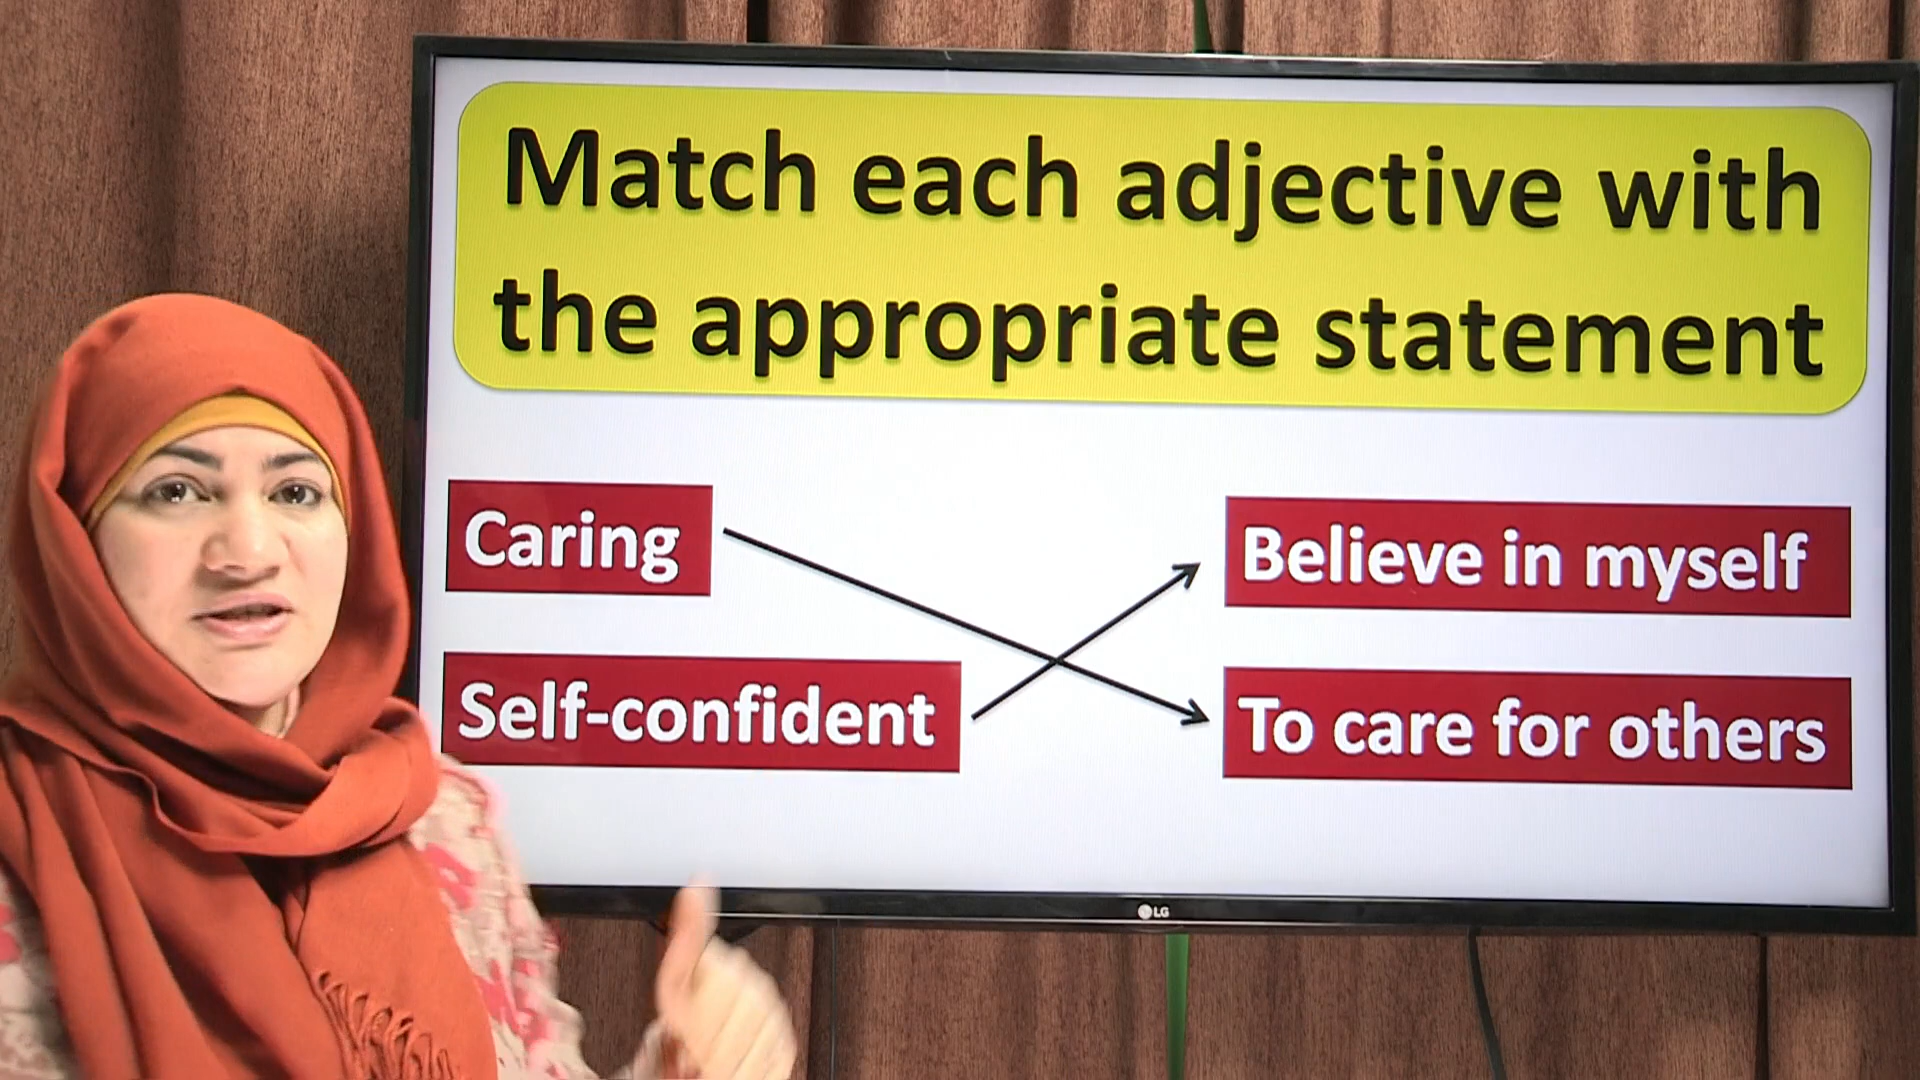 Match each adjective with
the appropriate statement
Caring
Believe in myself
Self-confident
To care for others
LG